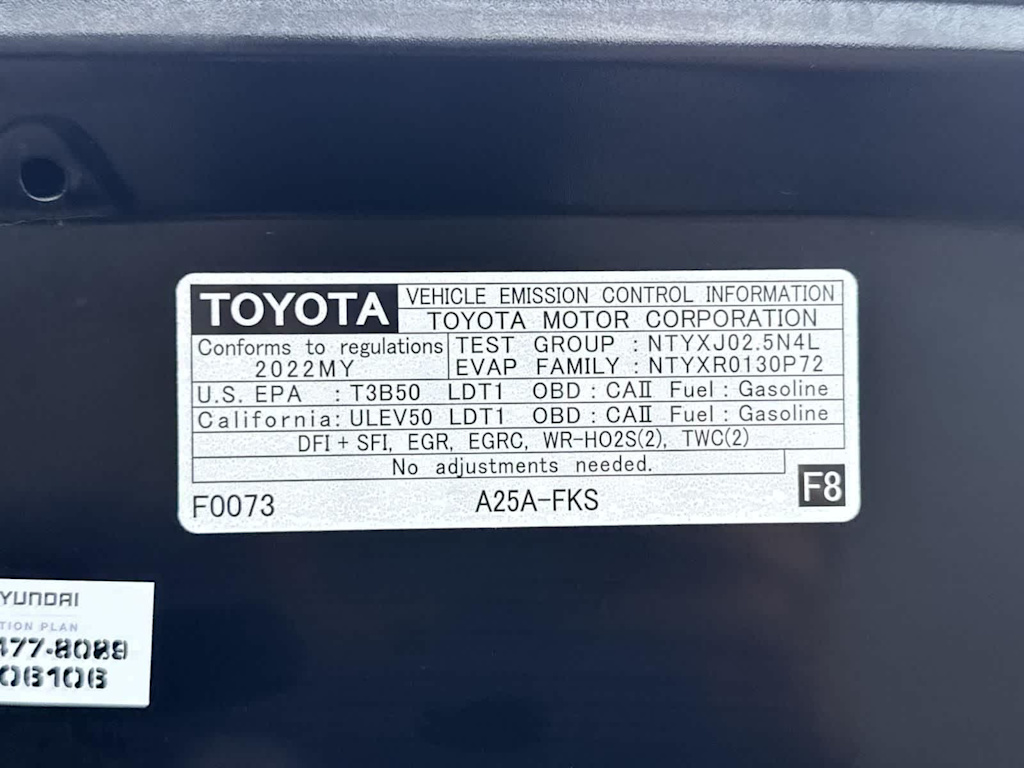 TOYOTA VEHICLE EMISSION CONTROL INFORMATION
TOYOTA MOTOR CORPORATION
Conforms to regulations
2022MY
TEST GROUP : NTYXJ02.5N4L
EVAP FAMILY : NTYXR0130P72
U.S. EPA : T3B50 LDT1 OBD : CAⅡ Fuel : Gasoline
California: ULEV50 LDT1 OBD : CAⅡ Fuel : Gasoline
DFI + SFI, EGR, EGRC, WR-HO2S(2), TWC(2)
No adjustments needed.
F0073 A25A-FKS F8
YUNDAI
TION PLAN
477-8089
06106